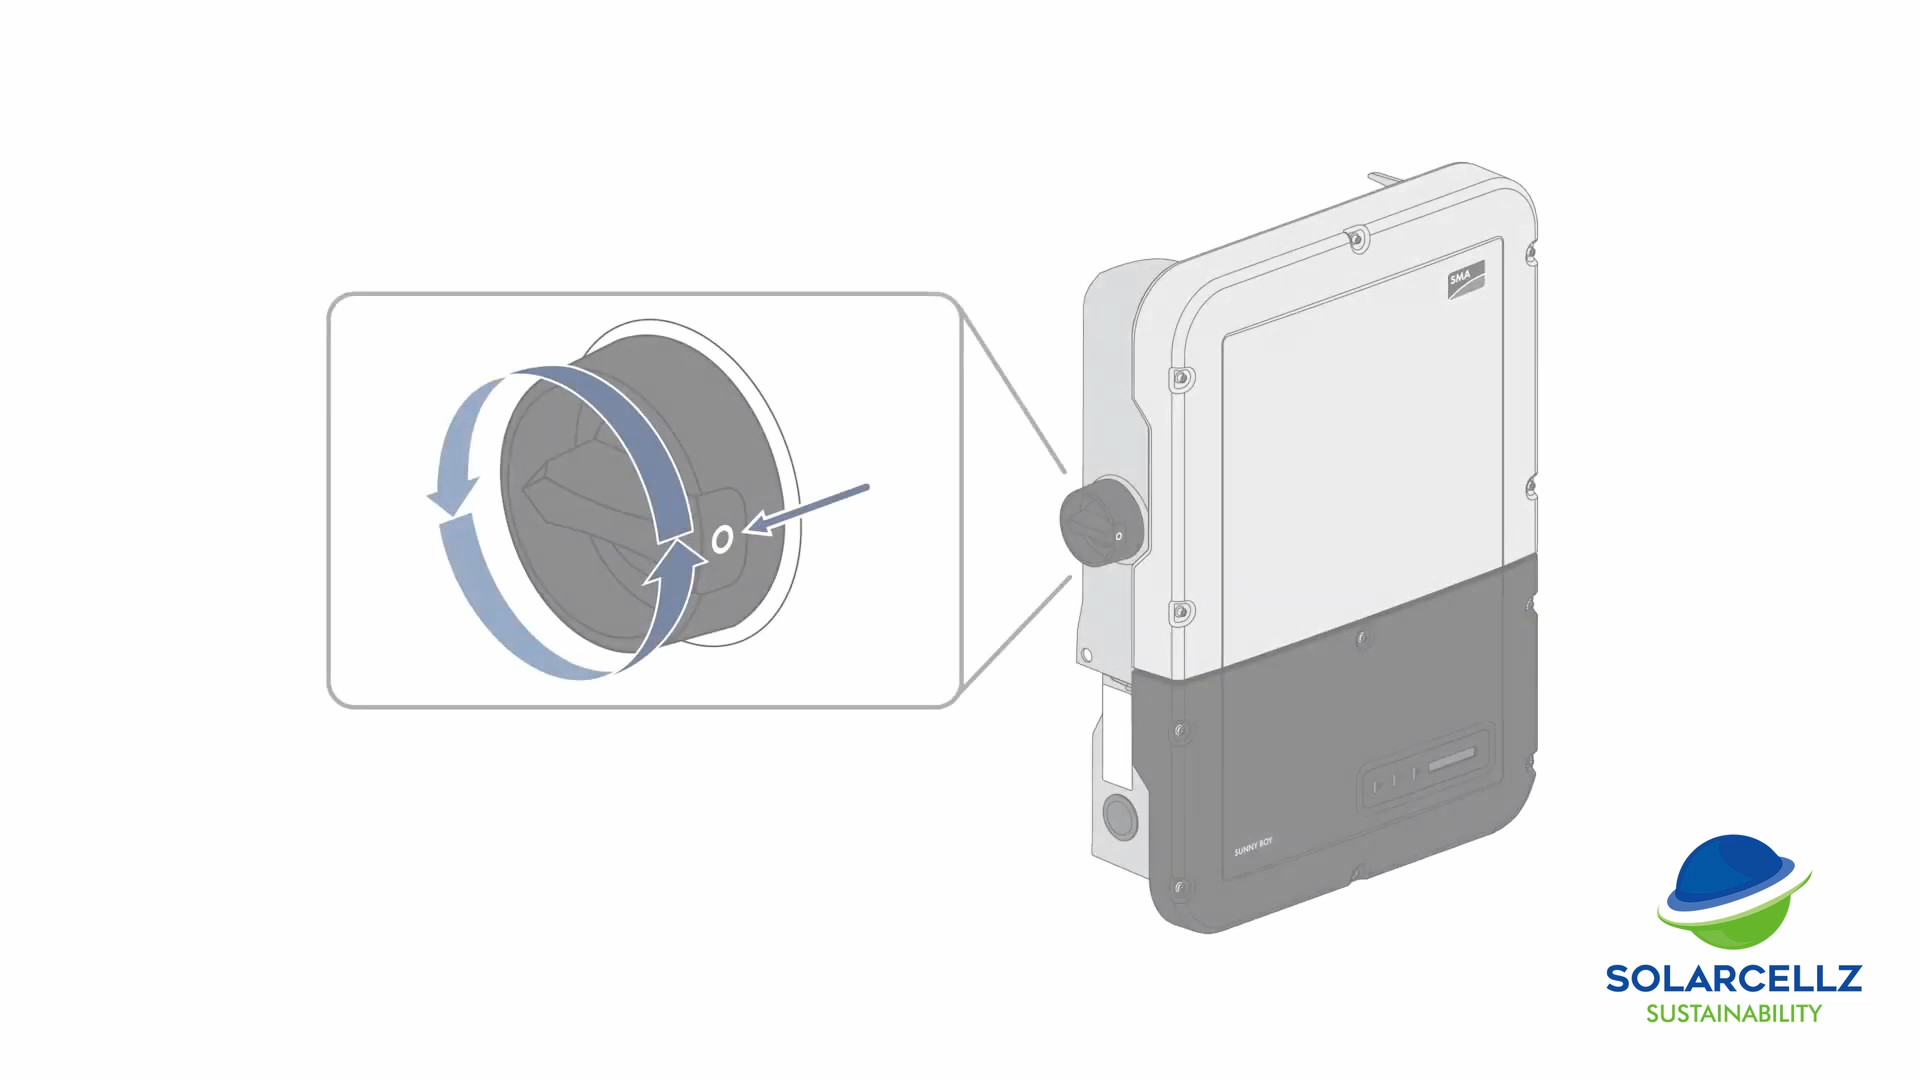 SMA
O
O
SUNNY BOY
SOLARCELLZ
SUSTAINABILITY